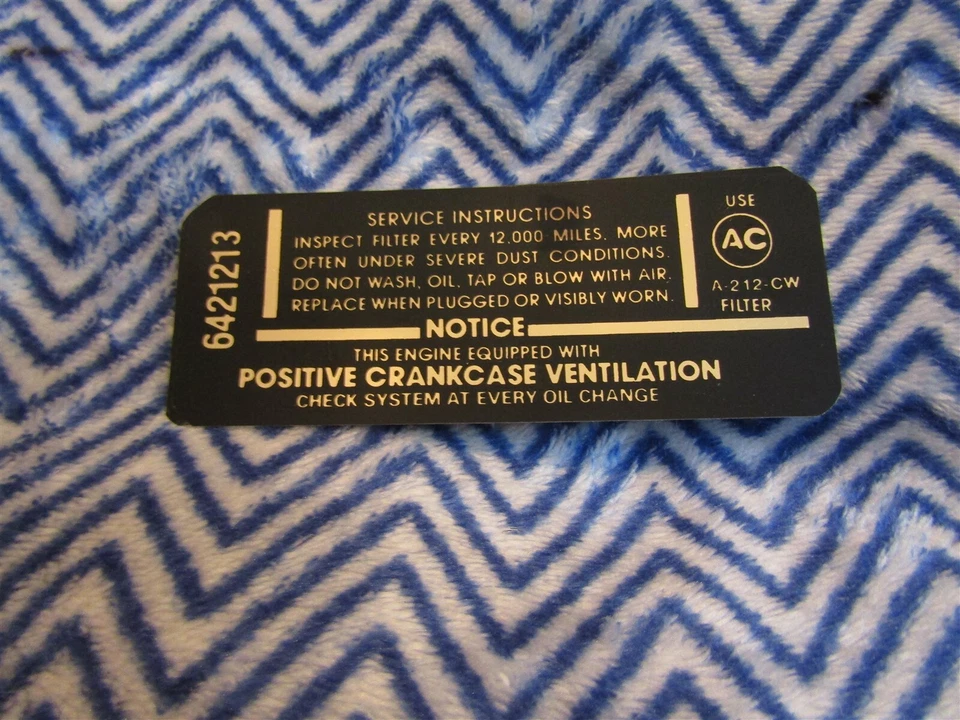 6421213
SERVICE INSTRUCTIONS
INSPECT FILTER EVERY 12,000 MILES. MORE
OFTEN UNDER SEVERE DUST CONDITIONS.
DO NOT WASH, OIL, TAP OR BLOW WITH AIR.
REPLACE WHEN PLUGGED OR VISIBLY WORN.
USE
AC
A-212-CW
FILTER
NOTICE
THIS ENGINE EQUIPPED WITH
POSITIVE CRANKCASE VENTILATION
CHECK SYSTEM AT EVERY OIL CHANGE